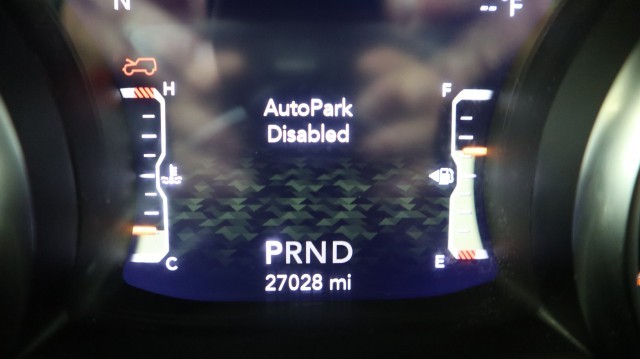 N
--°F
H
F
AutoPark
Disabled
C
E
PRND
27028 mi